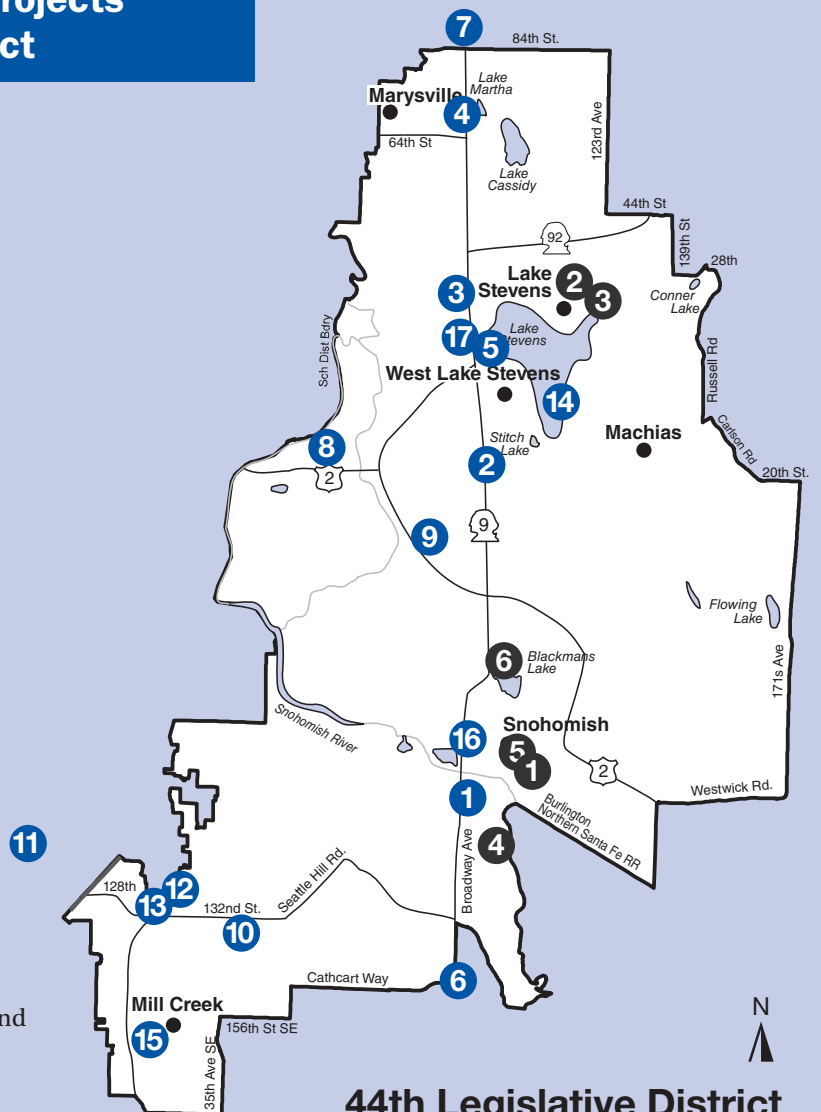 rojects
ct
7
84th St.
Lake
Martha
Marysville
4
64th St
123rd Ave
Lake
Cassidy
44th St
92
139th St
28th
Lake
Stevens
2
3
Conner
Lake
3
Sch Dist Bdry
17
5
Lake
Stevens
Russell Rd
West Lake Stevens
14
Machias
Carlson Rd
Stitch
Lake
8
2
2
20th St.
9
9
Flowing
Lake
171s Ave
6
Blackmans
Lake
Snohomish River
Snohomish
16
5
1
2
Westwick Rd.
1
Burlington
Northern Santa Fe RR
4
Broadway Ave
11
Seattle Hill Rd.
128th
12
13
132nd St.
10
Cathcart Way
6
Mill Creek
nd
156th St SE
15
35th Ave SE
N
44th Legislative District